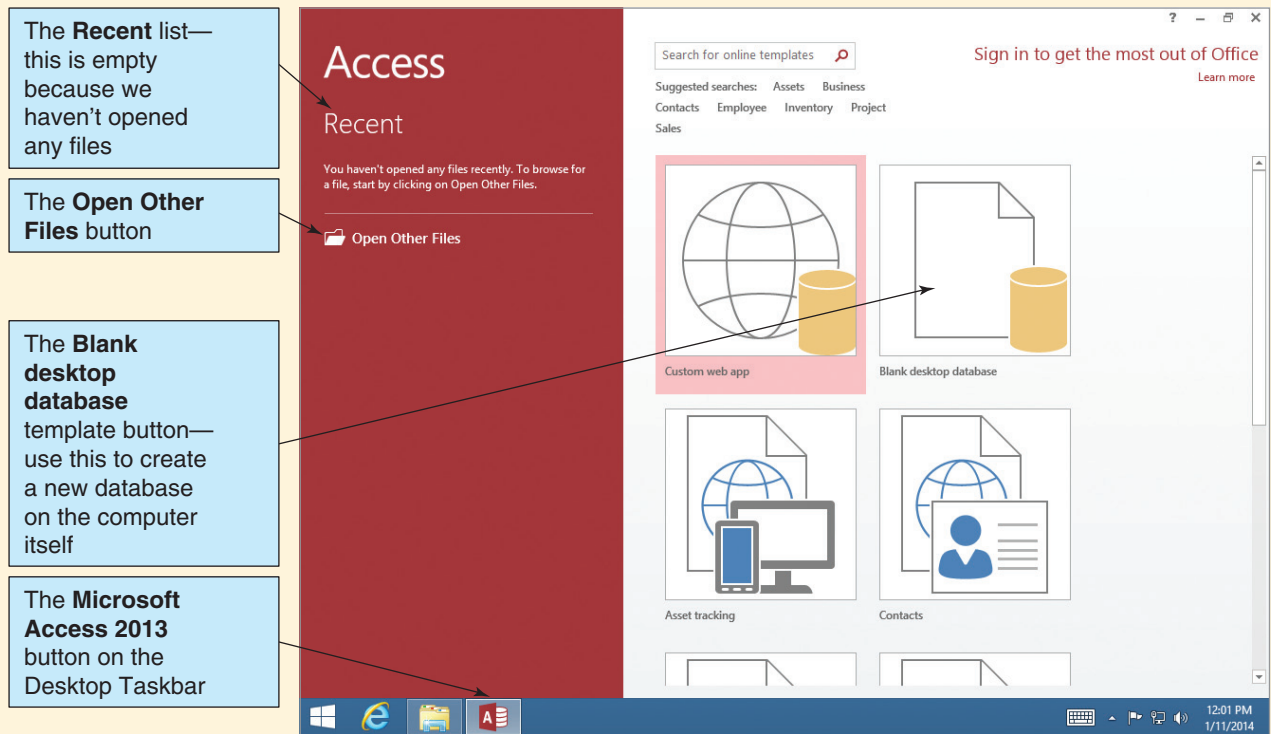 The Recent list—
this is empty
because we
haven't opened
any files
The Open Other
Files button
The Blank
desktop
database
template button—
use this to create
a new database
on the computer
itself
The Microsoft
Access 2013
button on the
Desktop Taskbar
Access
Recent
You haven't opened any files recently. To browse for
a file, start by clicking on Open Other Files.
Open Other Files
?
Search for online templates
Sign in to get the most out of Office
Learn more
Suggested searches: Assets Business
Contacts Employee Inventory Project
Sales
Custom web app
Blank desktop database
Asset tracking
Contacts
A
12:01 PM
1/11/2014